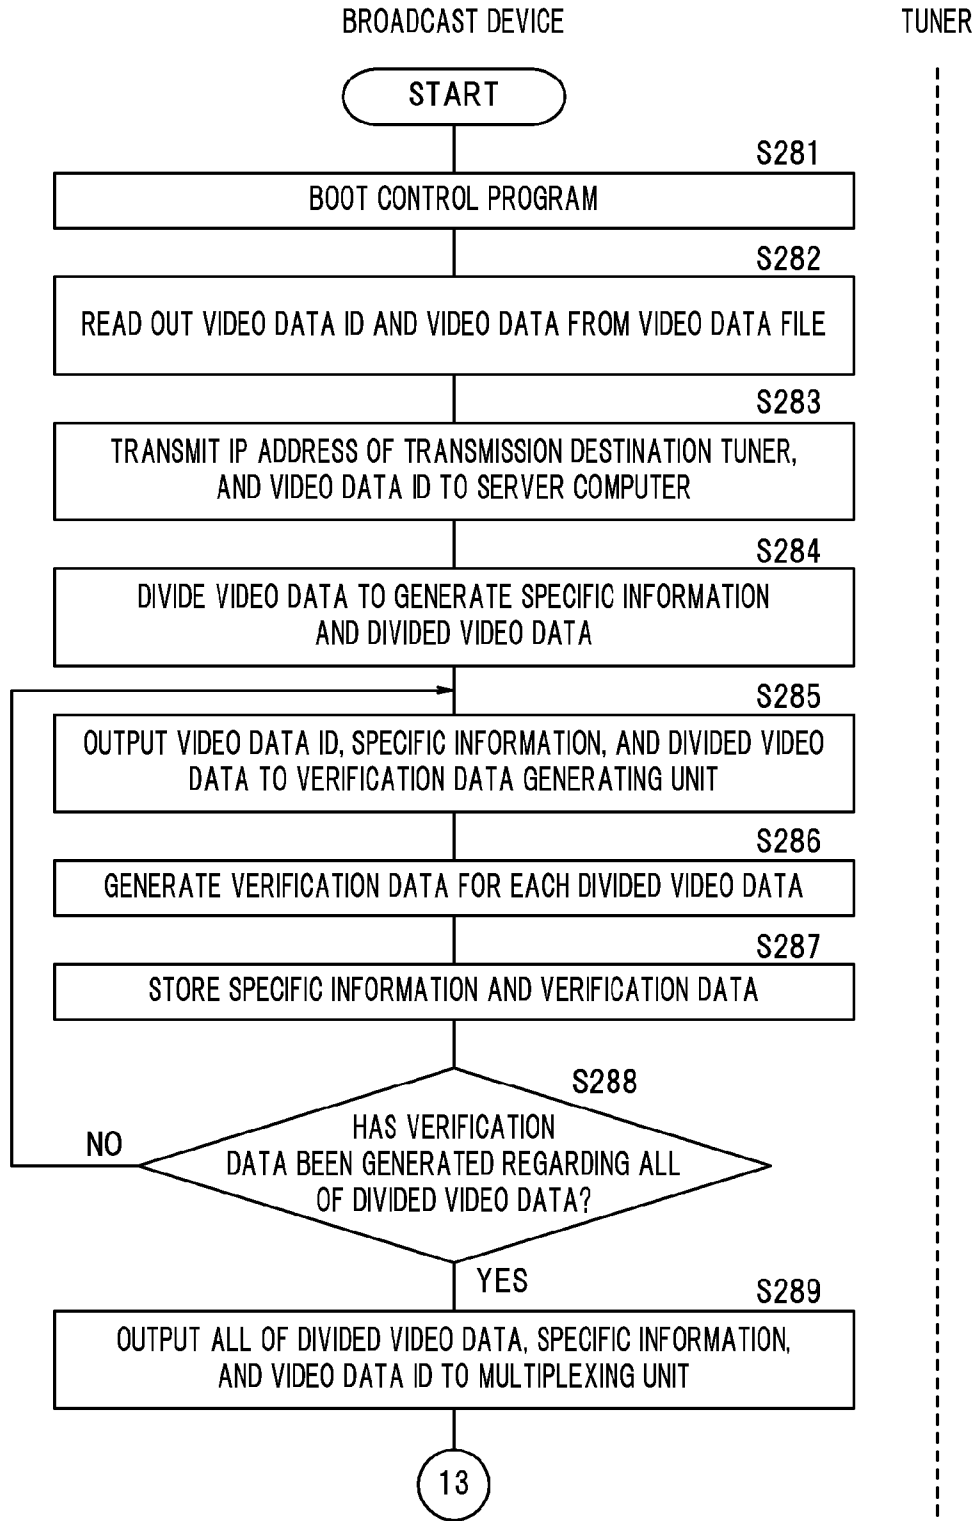 BROADCAST DEVICE
TUNER
START
S281
BOOT CONTROL PROGRAM
S282
READ OUT VIDEO DATA ID AND VIDEO DATA FROM VIDEO DATA FILE
S283
TRANSMIT IP ADDRESS OF TRANSMISSION DESTINATION TUNER,
AND VIDEO DATA ID TO SERVER COMPUTER
S284
DIVIDE VIDEO DATA TO GENERATE SPECIFIC INFORMATION
AND DIVIDED VIDEO DATA
S285
OUTPUT VIDEO DATA ID, SPECIFIC INFORMATION, AND DIVIDED VIDEO
DATA TO VERIFICATION DATA GENERATING UNIT
S286
GENERATE VERIFICATION DATA FOR EACH DIVIDED VIDEO DATA
S287
STORE SPECIFIC INFORMATION AND VERIFICATION DATA
S288
HAS VERIFICATION
DATA BEEN GENERATED REGARDING ALL
OF DIVIDED VIDEO DATA?
NO
YES
S289
OUTPUT ALL OF DIVIDED VIDEO DATA, SPECIFIC INFORMATION,
AND VIDEO DATA ID TO MULTIPLEXING UNIT
13